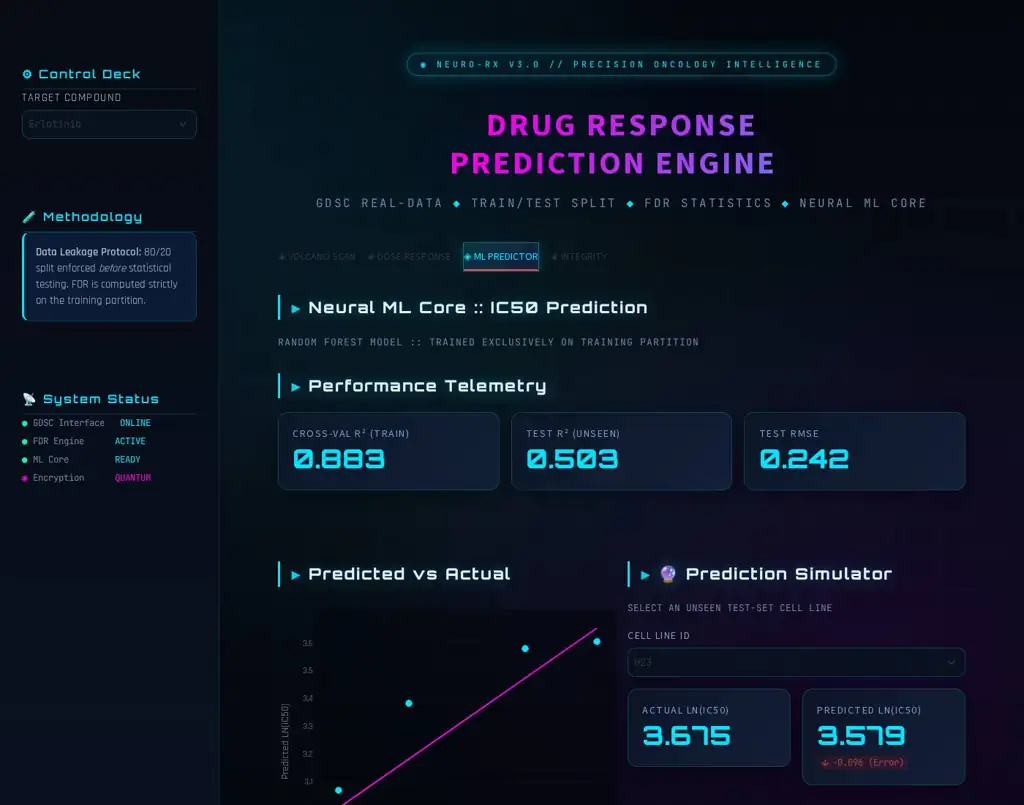 Control Deck
TARGET COMPOUND
Erlotinib
Methodology
Data Leakage Protocol: 80/20
split enforced before statistical
testing. FDR is computed strictly
on the training partition.
System Status
GDSC Interface ONLINE
FDR Engine ACTIVE
ML Core READY
Encryption QUANTUM
NEURO-RX V3.0 // PRECISION ONCOLOGY INTELLIGENCE
DRUG RESPONSE
PREDICTION ENGINE
GDSC REAL-DATA ◆ TRAIN/TEST SPLIT ◆ FDR STATISTICS ◆ NEURAL ML CORE
◈ VOLCANO SCAN ◈ DOSE-RESPONSE ◈ ML PREDICTOR ◈ INTEGRITY
▶ Neural ML Core :: IC50 Prediction
RANDOM FOREST MODEL :: TRAINED EXCLUSIVELY ON TRAINING PARTITION
▶ Performance Telemetry
CROSS-VAL R² (TRAIN)
0.883
TEST R² (UNSEEN)
0.503
TEST RMSE
0.242
▶ Predicted vs Actual
3.6
3.5
3.4
3.3
3.2
3.1
Predicted LN(IC50)
▶ 🔮 Prediction Simulator
SELECT AN UNSEEN TEST-SET CELL LINE
CELL LINE ID
923
ACTUAL LN(IC50)
3.675
PREDICTED LN(IC50)
3.579
↓ -0.096 (Error)